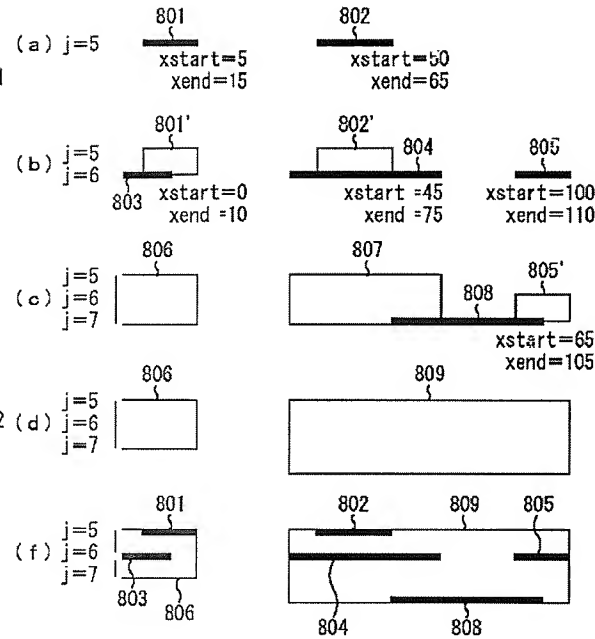 801 802
(a) j=5
xstart=5 xstart=50
xend=15 xend=65
801' 802' 804 805
(b) j=5
j=6
803 xstart=0 xstart =45 xstart=100
xend =10 xend =75 xend=110
806 807 805'
(c) j=5
j=6 808
j=7
xstart=65
xend=105
806 809
2 (d) j=5
j=6
j=7
801 802 809 805
(f) j=5
j=6
j=7
803 806 804 808